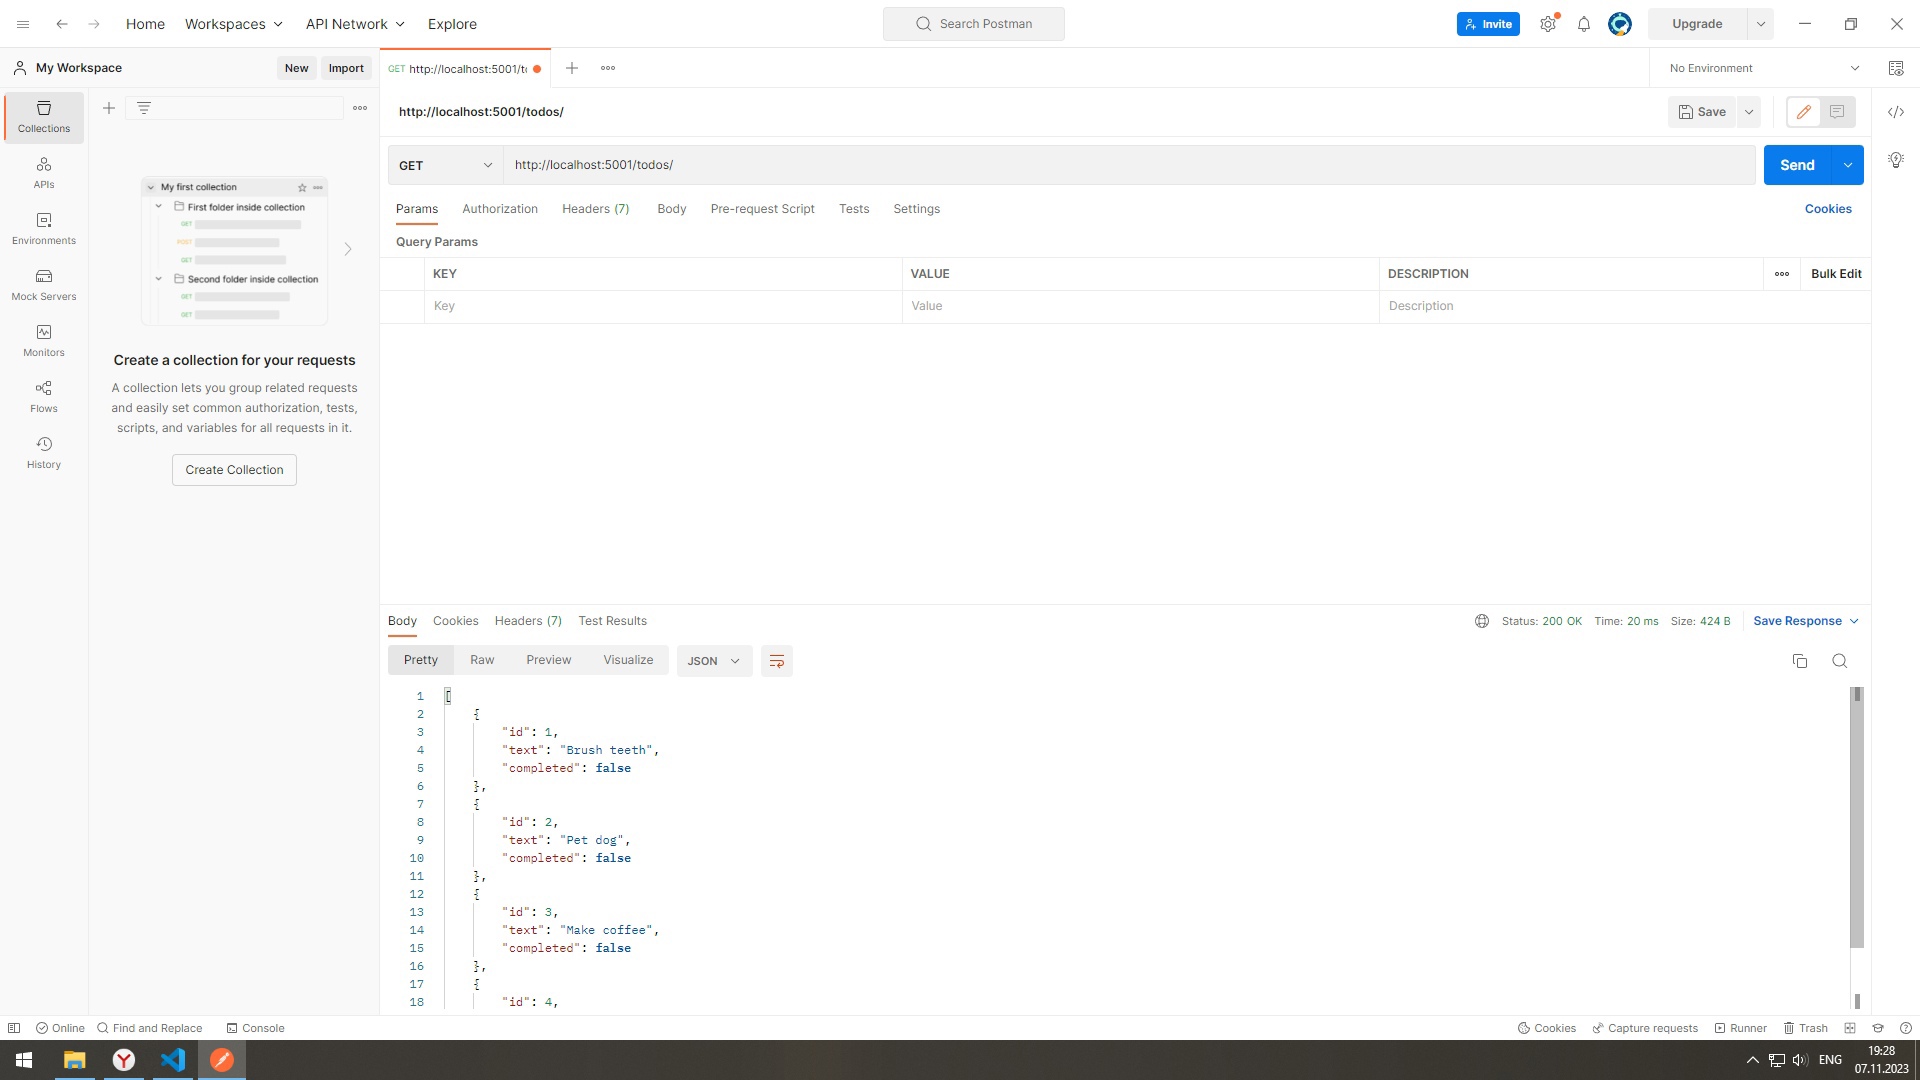 Home
Workspaces
API Network
Explore
Search Postman
Invite
Upgrade
My Workspace
New
Import
GET http://localhost:5001/t
No Environment
http://localhost:5001/todos/
Save
GET
http://localhost:5001/todos/
Send
Params
Authorization
Headers (7)
Body
Pre-request Script
Tests
Settings
Cookies
Query Params
KEY
VALUE
DESCRIPTION
Bulk Edit
Key
Value
Description
Collections
APIs
Environments
Mock Servers
Monitors
Flows
History
My first collection
First folder inside collection
GET
POST
GET
Second folder inside collection
GET
GET
Create a collection for your requests
A collection lets you group related requests
and easily set common authorization, tests,
scripts, and variables for all requests in it.
Create Collection
Body
Cookies
Headers (7)
Test Results
Status: 200 OK
Time: 20 ms
Size: 424 B
Save Response
Pretty
Raw
Preview
Visualize
JSON
1 [
2 {
3 "id": 1,
4 "text": "Brush teeth",
5 "completed": false
6 },
7 {
8 "id": 2,
9 "text": "Pet dog",
10 "completed": false
11 },
12 {
13 "id": 3,
14 "text": "Make coffee",
15 "completed": false
16 },
17 {
18 "id": 4,
Online
Find and Replace
Console
Cookies
Capture requests
Runner
Trash
ENG
19:28
07.11.2023